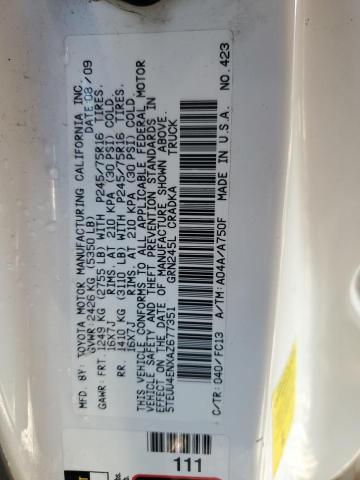 MFD. BY: TOYOTA MOTOR MANUFACTURING CALIFORNIA INC.
GVWR: 2426 KG (5350 LB) DATE: 08/09
GAWR: FRT. 1249 KG (2755 LB) WITH P245/75R16 TIRES.
16X7J RIMS AT 210 KPA (30 PSI) COLD.
RR. 1410 KG (3110 LB) WITH P245/75R16 TIRES.
16X7J RIMS AT 210 KPA (30 PSI) COLD.
THIS VEHICLE CONFORMS TO ALL APPLICABLE FEDERAL MOTOR
VEHICLE SAFETY AND THEFT PREVENTION STANDARDS IN
EFFECT ON THE DATE OF MANUFACTURE SHOWN ABOVE.
5TEUU4ENXAZ677351 TRUCK
GRN245L CRADKA
C/TR:040/FC13 A/TM:A04A/A750F MADE IN U.S.A. NO.423
111